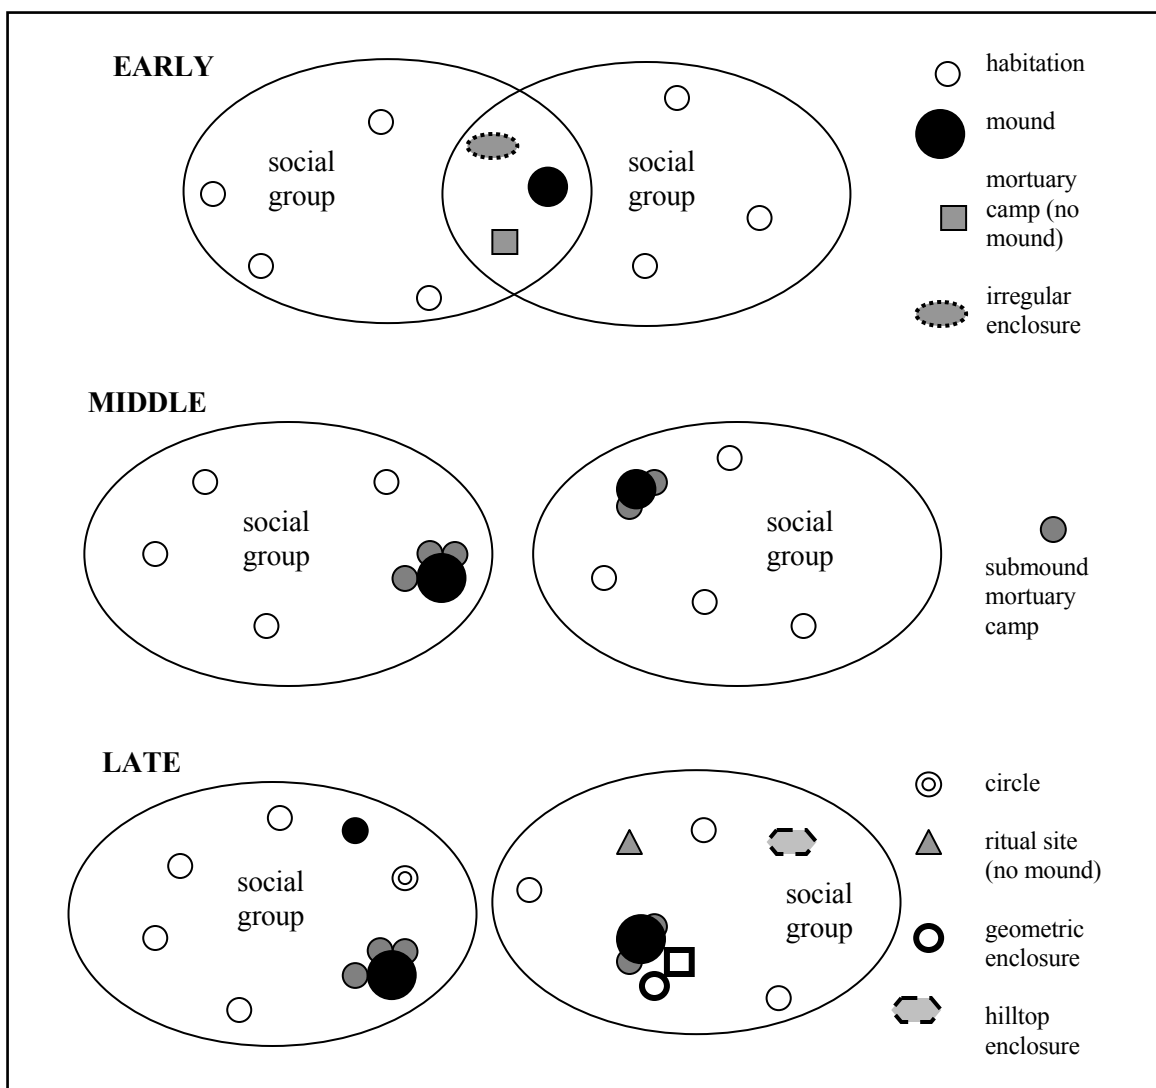 EARLY
social
group
social
group
habitation
mound
mortuary
camp (no
mound)
irregular
enclosure
MIDDLE
social
group
social
group
submound
mortuary
camp
LATE
social
group
social
group
circle
ritual site
(no mound)
geometric
enclosure
hilltop
enclosure